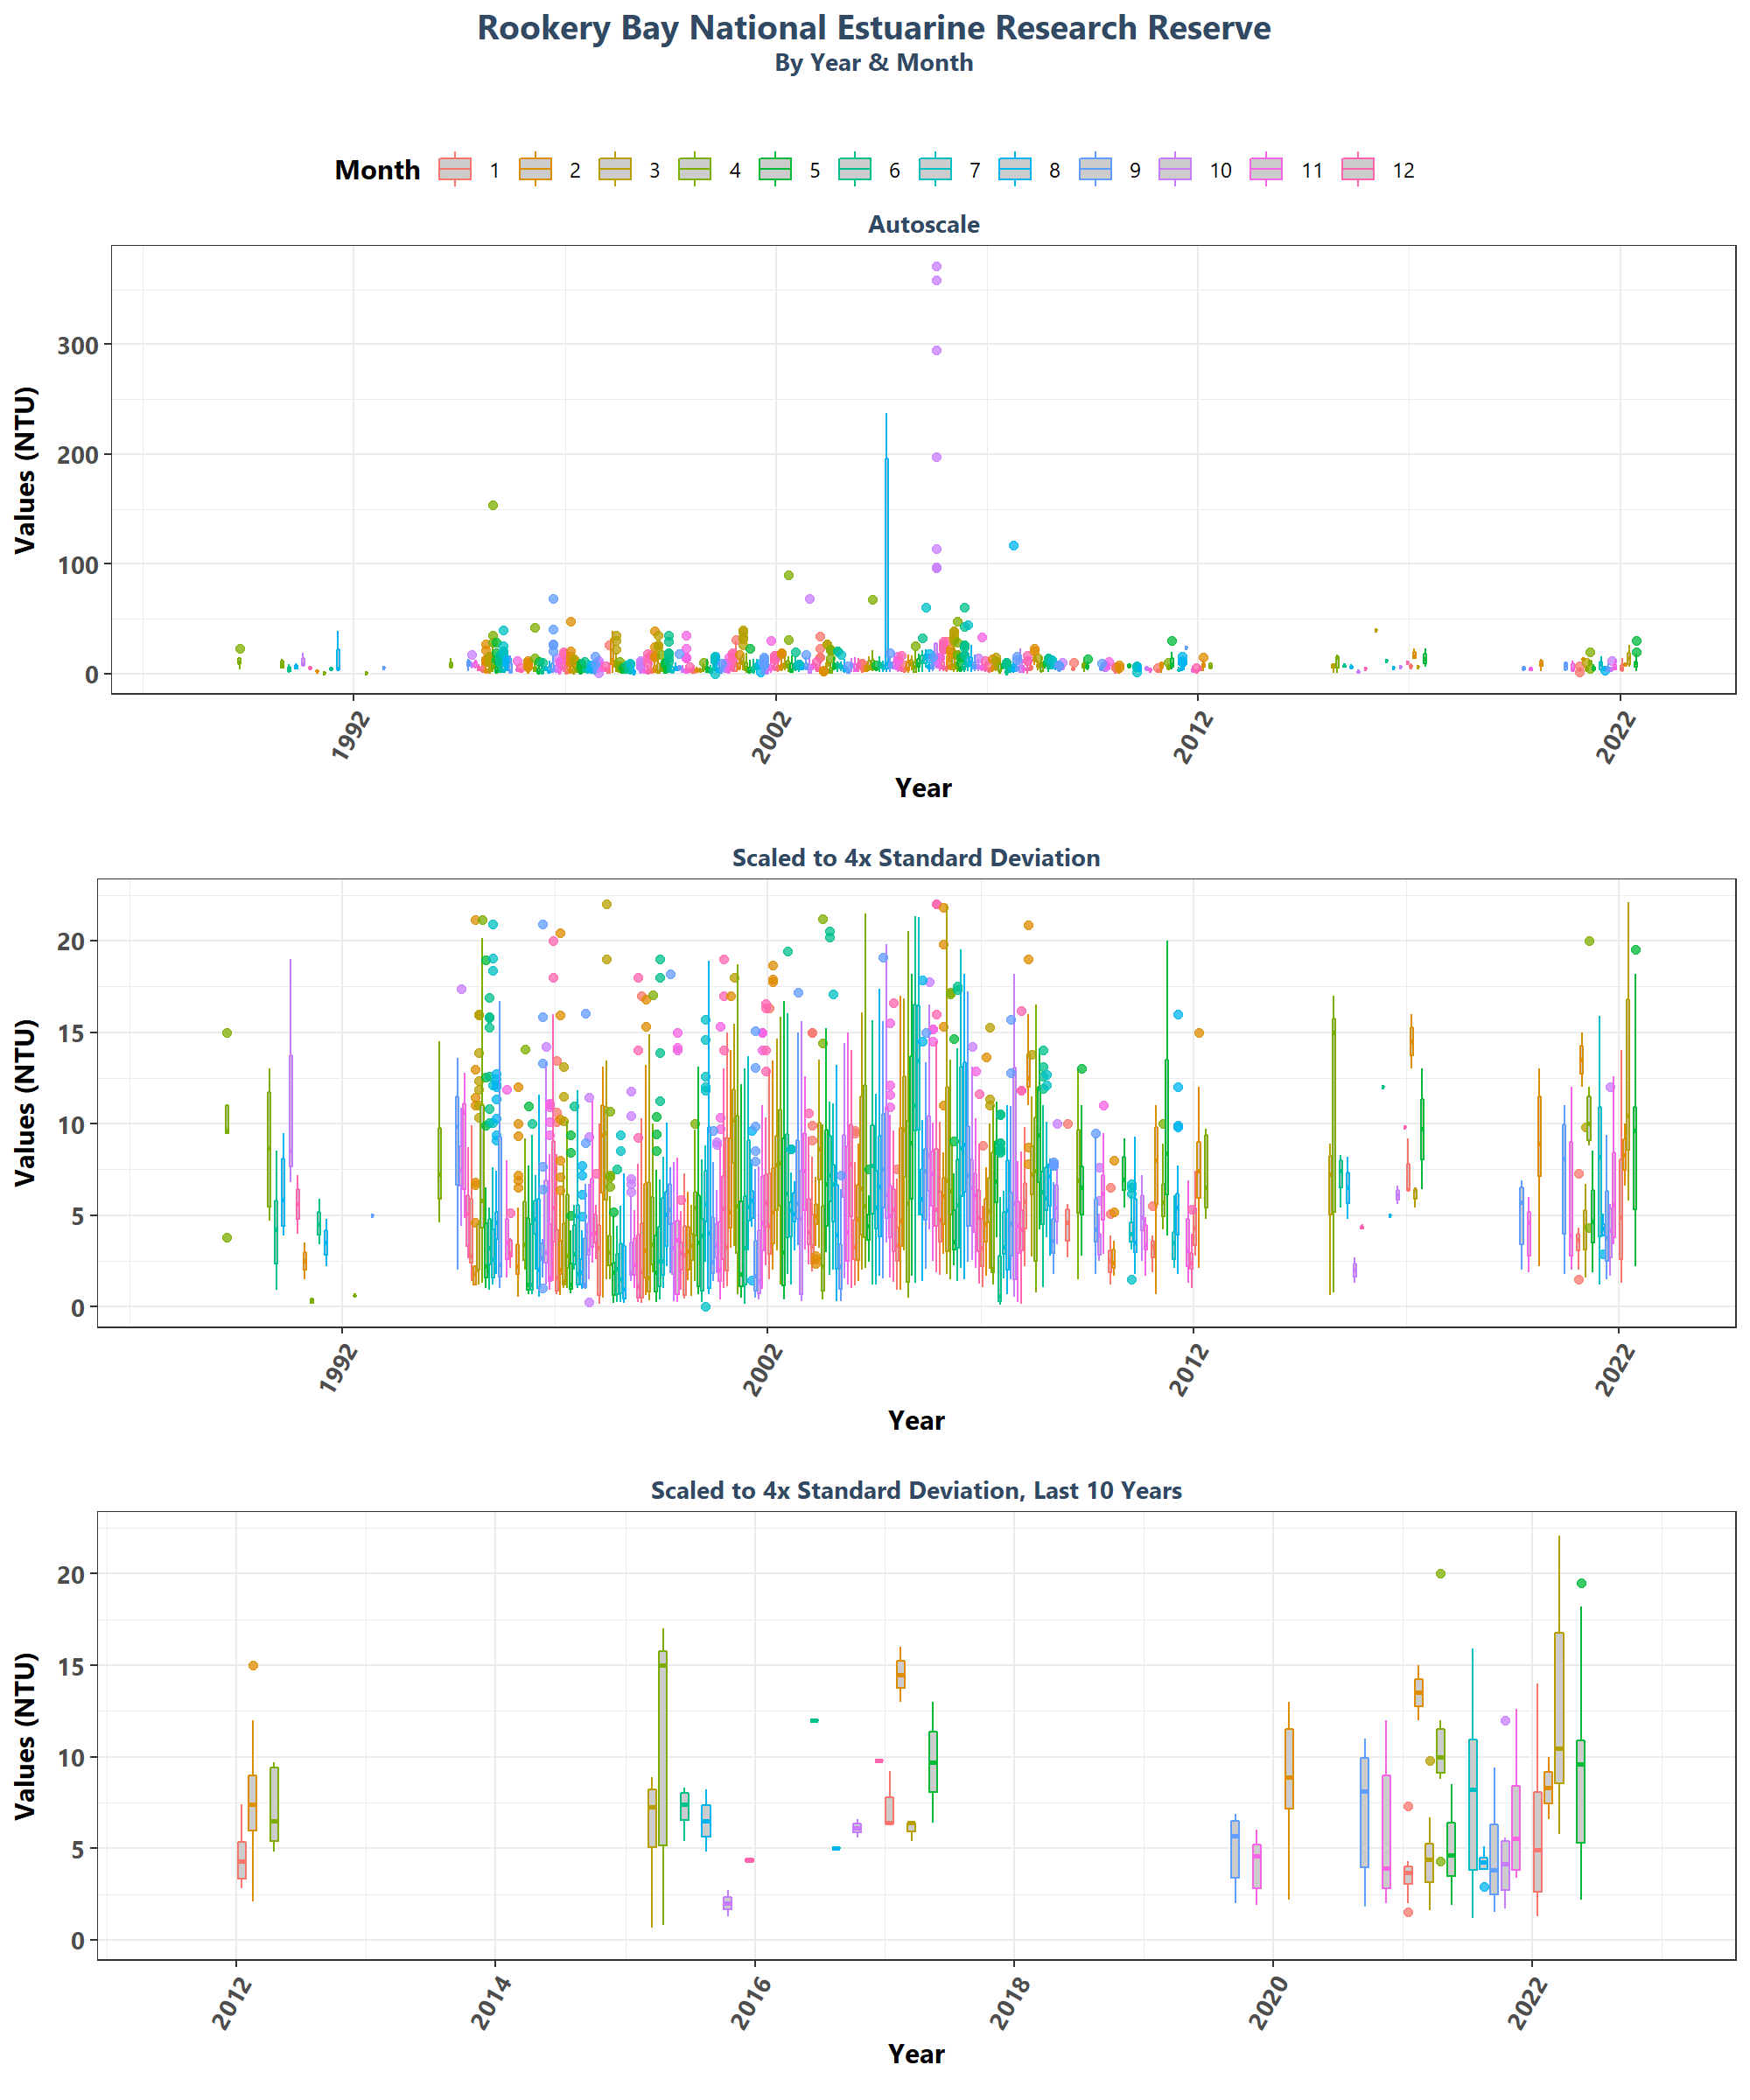 Rookery Bay National Estuarine Research Reserve
By Year & Month
Month 1 2 3 4 5 6 7 8 9 10 11 12
Autoscale
Values (NTU)
300
200
100
0
1992 2002 2012 2022
Year
Scaled to 4x Standard Deviation
Values (NTU)
20
15
10
5
0
1992 2002 2012 2022
Year
Scaled to 4x Standard Deviation, Last 10 Years
Values (NTU)
20
15
10
5
0
2012 2014 2016 2018 2020 2022
Year